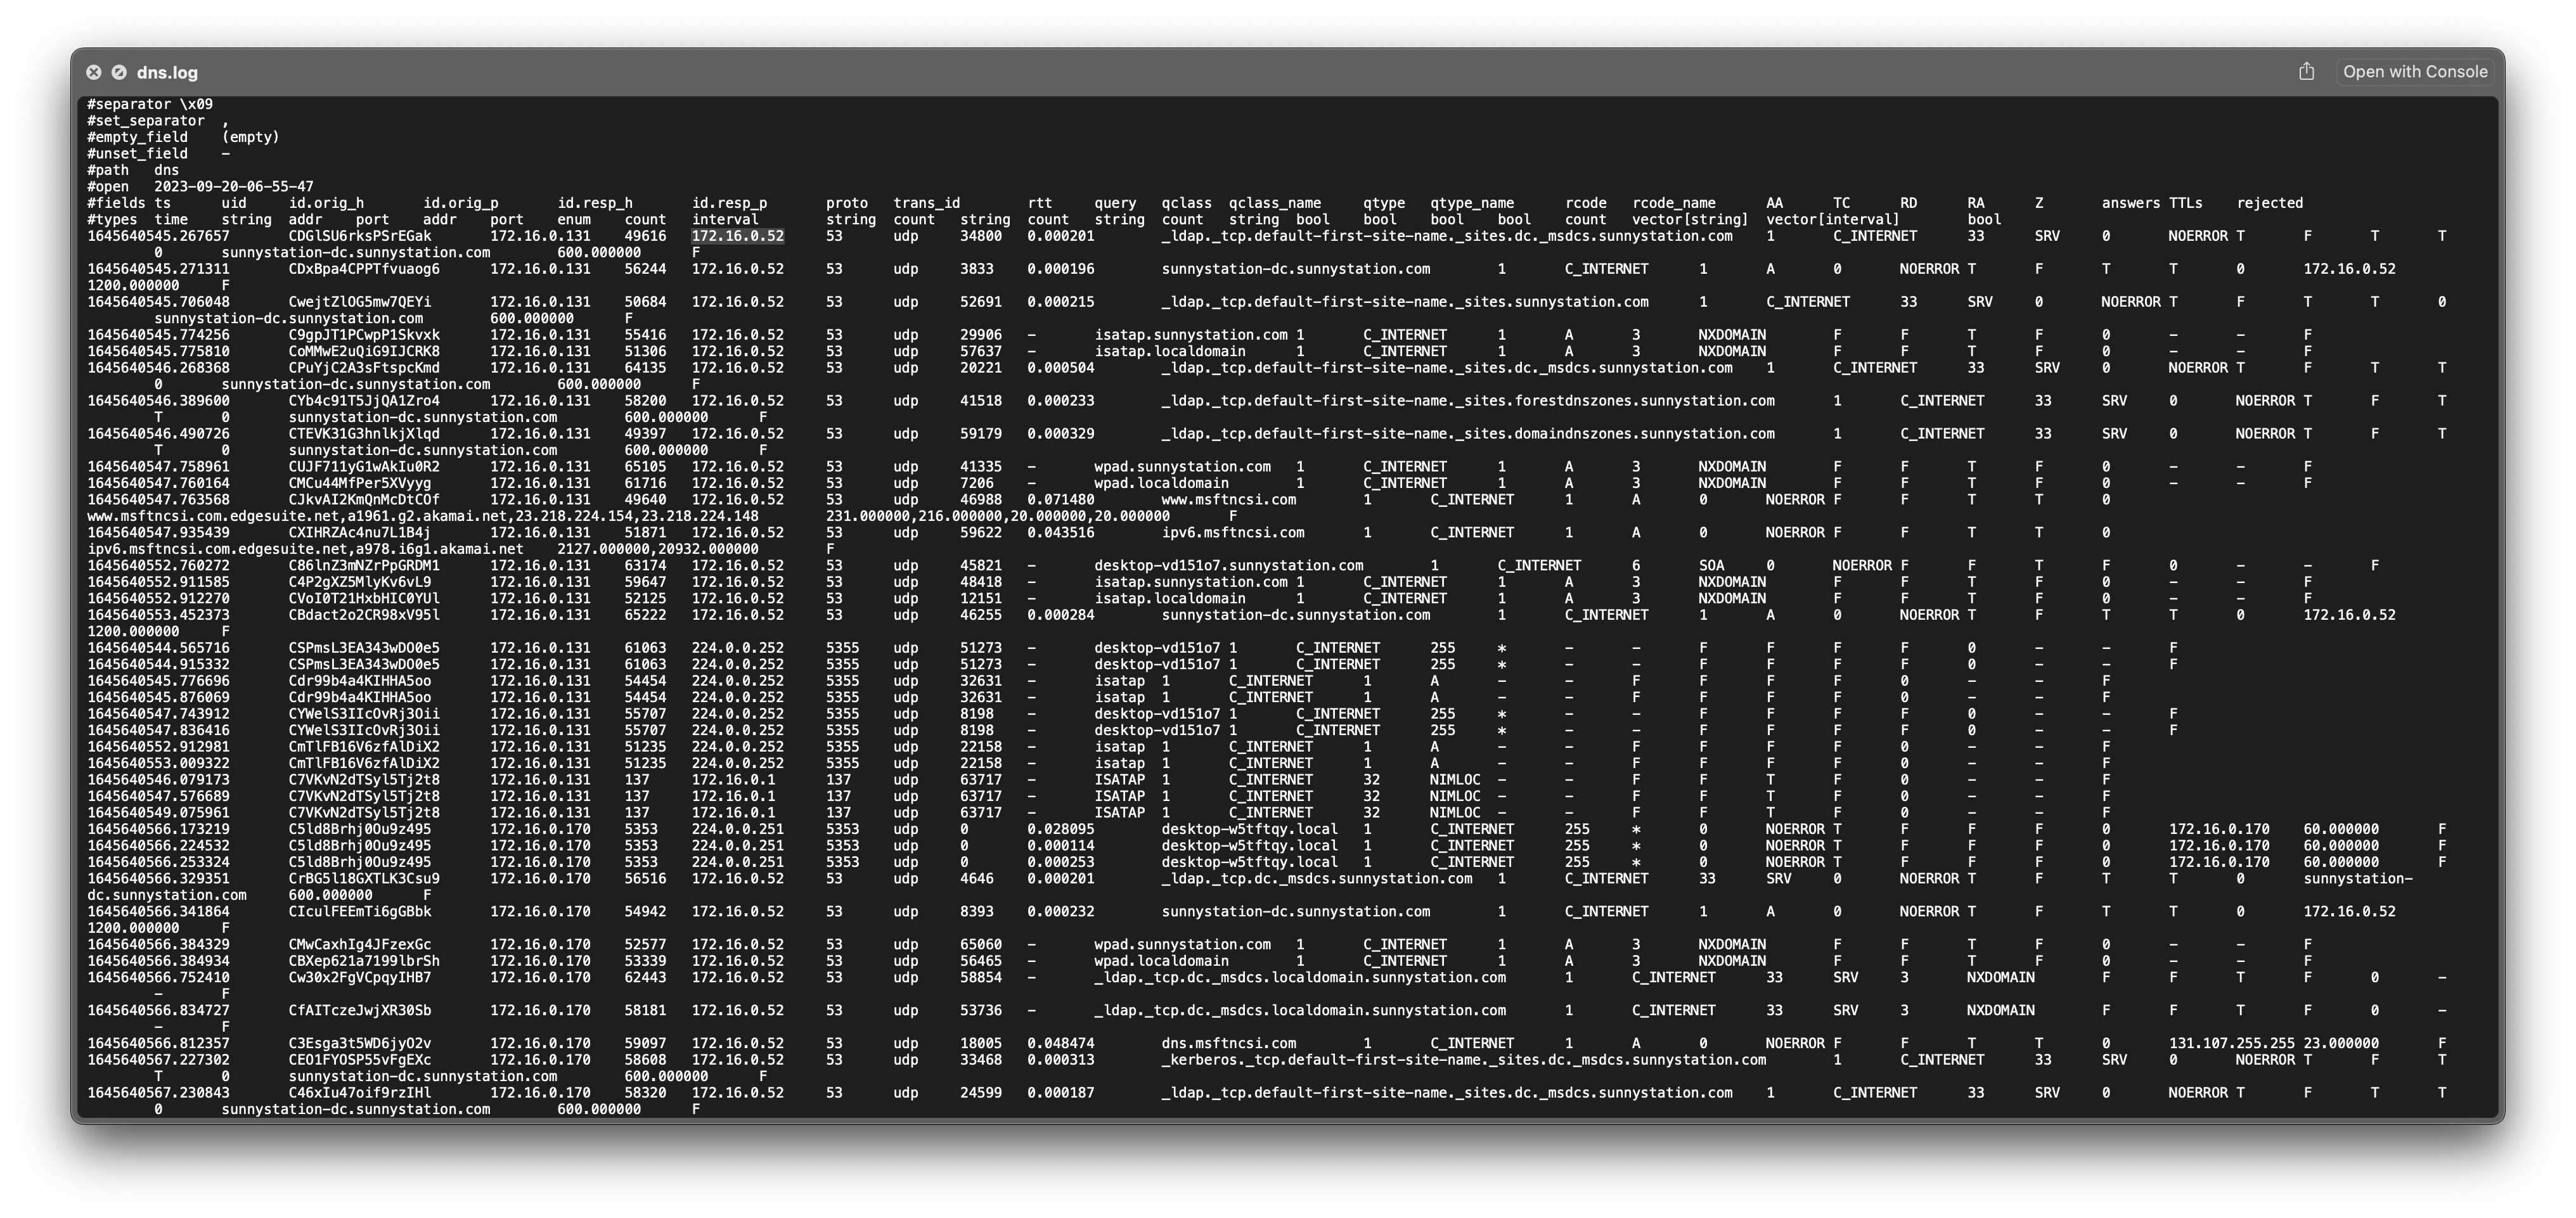 dns.log
Open with Console
#separator \x09
#set_separator ,
#empty_field (empty)
#unset_field -
#path dns
#open 2023-09-20-06-55-47
#fields ts uid id.orig_h id.orig_p id.resp_h id.resp_p proto trans_id rtt query qclass qclass_name qtype qtype_name rcode rcode_name AA TC RD RA Z answers TTLs rejected
#types time string addr port addr port enum count interval string count string count string count string bool bool bool bool count vector[string] vector[interval] bool
1645640545.267657 CDGlSU6rksPSrEGak 172.16.0.131 49616 172.16.0.52 53 udp 34800 0.000201 _ldap._tcp.default-first-site-name._sites.dc._msdcs.sunnystation.com 1 C_INTERNET 33 SRV 0 NOERROR T F T T
0 sunnystation-dc.sunnystation.com 600.000000 F
1645640545.271311 CDxBpa4CPPTfvuaog6 172.16.0.131 56244 172.16.0.52 53 udp 3833 0.000196 sunnystation-dc.sunnystation.com 1 C_INTERNET 1 A 0 NOERROR T F T T 0 172.16.0.52
1200.000000 F
1645640545.706048 CwejtZlOG5mw7QEYi 172.16.0.131 50684 172.16.0.52 53 udp 52691 0.000215 _ldap._tcp.default-first-site-name._sites.sunnystation.com 1 C_INTERNET 33 SRV 0 NOERROR T F T T 0
sunnystation-dc.sunnystation.com 600.000000 F
1645640545.774256 C9gpJT1PCwpP1Skvxk 172.16.0.131 55416 172.16.0.52 53 udp 29906 - isatap.sunnystation.com 1 C_INTERNET 1 A 3 NXDOMAIN F F T F 0 - - F
1645640545.775810 CoMMwE2uQiG9IJCRK8 172.16.0.131 51306 172.16.0.52 53 udp 57637 - isatap.localdomain 1 C_INTERNET 1 A 3 NXDOMAIN F F T F 0 - - F
1645640546.268368 CPuYjC2A3sFtspcKmd 172.16.0.131 64135 172.16.0.52 53 udp 20221 0.000504 _ldap._tcp.default-first-site-name._sites.dc._msdcs.sunnystation.com 1 C_INTERNET 33 SRV 0 NOERROR T F T T
0 sunnystation-dc.sunnystation.com 600.000000 F
1645640546.389600 CYb4c91T5JjQA1Zro4 172.16.0.131 58200 172.16.0.52 53 udp 41518 0.000233 _ldap._tcp.default-first-site-name._sites.forestdnszones.sunnystation.com 1 C_INTERNET 33 SRV 0 NOERROR T F T
T 0 sunnystation-dc.sunnystation.com 600.000000 F
1645640546.490726 CTEVK31G3hnlkjXlqd 172.16.0.131 49397 172.16.0.52 53 udp 59179 0.000329 _ldap._tcp.default-first-site-name._sites.domaindnszones.sunnystation.com 1 C_INTERNET 33 SRV 0 NOERROR T F T
T 0 sunnystation-dc.sunnystation.com 600.000000 F
1645640547.758961 CUJF711yG1wAkIu0R2 172.16.0.131 65105 172.16.0.52 53 udp 41335 - wpad.sunnystation.com 1 C_INTERNET 1 A 3 NXDOMAIN F F T F 0 - - F
1645640547.760164 CMCu44MfPer5XVyyg 172.16.0.131 61716 172.16.0.52 53 udp 7206 - wpad.localdomain 1 C_INTERNET 1 A 3 NXDOMAIN F F T F 0 - - F
1645640547.763568 CJkvAI2KmQnMcDtCOf 172.16.0.131 49640 172.16.0.52 53 udp 46988 0.071480 www.msftncsi.com 1 C_INTERNET 1 A 0 NOERROR F F T T 0
www.msftncsi.com.edgesuite.net,a1961.g2.akamai.net,23.218.224.154,23.218.224.148 231.000000,216.000000,20.000000,20.000000 F
1645640547.935439 CXIHRZAc4nu7L1B4j 172.16.0.131 51871 172.16.0.52 53 udp 59622 0.043516 ipv6.msftncsi.com 1 C_INTERNET 1 A 0 NOERROR F F T T 0
ipv6.msftncsi.com.edgesuite.net,a978.i6g1.akamai.net 2127.000000,20932.000000 F
1645640552.760272 C86lnZ3mNZrPpGRDM1 172.16.0.131 63174 172.16.0.52 53 udp 45821 - desktop-vd151o7.sunnystation.com 1 C_INTERNET 6 SOA 0 NOERROR F F T F 0 - - F
1645640552.911585 C4P2gXZ5MlyKv6vL9 172.16.0.131 59647 172.16.0.52 53 udp 48418 - isatap.sunnystation.com 1 C_INTERNET 1 A 3 NXDOMAIN F F T F 0 - - F
1645640552.912270 CVoI0T21HxbHIC0YUl 172.16.0.131 52125 172.16.0.52 53 udp 12151 - isatap.localdomain 1 C_INTERNET 1 A 3 NXDOMAIN F F T F 0 - - F
1645640553.452373 CBdact2o2CR98xV95l 172.16.0.131 65222 172.16.0.52 53 udp 46255 0.000284 sunnystation-dc.sunnystation.com 1 C_INTERNET 1 A 0 NOERROR T F T T 0 172.16.0.52
1200.000000 F
1645640544.565716 CSPmsL3EA343wDO0e5 172.16.0.131 61063 224.0.0.252 5355 udp 51273 - desktop-vd151o7 1 C_INTERNET 255 * - - F F F F 0 - - F
1645640544.915332 CSPmsL3EA343wDO0e5 172.16.0.131 61063 224.0.0.252 5355 udp 51273 - desktop-vd151o7 1 C_INTERNET 255 * - - F F F F 0 - - F
1645640545.776696 Cdr99b4a4KIHHA5oo 172.16.0.131 54454 224.0.0.252 5355 udp 32631 - isatap 1 C_INTERNET 1 A - - F F F F 0 - - F
1645640545.876069 Cdr99b4a4KIHHA5oo 172.16.0.131 54454 224.0.0.252 5355 udp 32631 - isatap 1 C_INTERNET 1 A - - F F F F 0 - - F
1645640547.743912 CYWelS3IIcOvRj3Oii 172.16.0.131 55707 224.0.0.252 5355 udp 8198 - desktop-vd151o7 1 C_INTERNET 255 * - - F F F F 0 - - F
1645640547.836416 CYWelS3IIcOvRj3Oii 172.16.0.131 55707 224.0.0.252 5355 udp 8198 - desktop-vd151o7 1 C_INTERNET 255 * - - F F F F 0 - - F
1645640552.912981 CmTlFB16V6zfAlDiX2 172.16.0.131 51235 224.0.0.252 5355 udp 22158 - isatap 1 C_INTERNET 1 A - - F F F F 0 - - F
1645640553.009322 CmTlFB16V6zfAlDiX2 172.16.0.131 51235 224.0.0.252 5355 udp 22158 - isatap 1 C_INTERNET 1 A - - F F F F 0 - - F
1645640546.079173 C7VKvN2dTSyl5Tj2t8 172.16.0.131 137 172.16.0.1 137 udp 63717 - ISATAP 1 C_INTERNET 32 NIMLOC - - F F T F 0 - - F
1645640547.576689 C7VKvN2dTSyl5Tj2t8 172.16.0.131 137 172.16.0.1 137 udp 63717 - ISATAP 1 C_INTERNET 32 NIMLOC - - F F T F 0 - - F
1645640549.075961 C7VKvN2dTSyl5Tj2t8 172.16.0.131 137 172.16.0.1 137 udp 63717 - ISATAP 1 C_INTERNET 32 NIMLOC - - F F T F 0 - - F
1645640566.173219 C5ld8Brhj0Ou9z495 172.16.0.170 5353 224.0.0.251 5353 udp 0 0.028095 desktop-w5tftqy.local 1 C_INTERNET 255 * 0 NOERROR T F F F 0 172.16.0.170 60.000000 F
1645640566.224532 C5ld8Brhj0Ou9z495 172.16.0.170 5353 224.0.0.251 5353 udp 0 0.000114 desktop-w5tftqy.local 1 C_INTERNET 255 * 0 NOERROR T F F F 0 172.16.0.170 60.000000 F
1645640566.253324 C5ld8Brhj0Ou9z495 172.16.0.170 5353 224.0.0.251 5353 udp 0 0.000253 desktop-w5tftqy.local 1 C_INTERNET 255 * 0 NOERROR T F F F 0 172.16.0.170 60.000000 F
1645640566.329351 CrBG5l18GXTLK3Csu9 172.16.0.170 56516 172.16.0.52 53 udp 4646 0.000201 _ldap._tcp.dc._msdcs.sunnystation.com 1 C_INTERNET 33 SRV 0 NOERROR T F T T 0 sunnystation-
dc.sunnystation.com 600.000000 F
1645640566.341864 CIculFEEmTi6gGBbk 172.16.0.170 54942 172.16.0.52 53 udp 8393 0.000232 sunnystation-dc.sunnystation.com 1 C_INTERNET 1 A 0 NOERROR T F T T 0 172.16.0.52
1200.000000 F
1645640566.384329 CMwCaxhIg4JFzexGc 172.16.0.170 52577 172.16.0.52 53 udp 65060 - wpad.sunnystation.com 1 C_INTERNET 1 A 3 NXDOMAIN F F T F 0 - - F
1645640566.384934 CBXep621a7199lbrSh 172.16.0.170 53339 172.16.0.52 53 udp 56465 - wpad.localdomain 1 C_INTERNET 1 A 3 NXDOMAIN F F T F 0 - - F
1645640566.752410 Cw30x2FgVCpqyIHB7 172.16.0.170 62443 172.16.0.52 53 udp 58854 - _ldap._tcp.dc._msdcs.localdomain.sunnystation.com 1 C_INTERNET 33 SRV 3 NXDOMAIN F F T F 0 -
- F
1645640566.834727 CfAITczeJwjXR30Sb 172.16.0.170 58181 172.16.0.52 53 udp 53736 - _ldap._tcp.dc._msdcs.localdomain.sunnystation.com 1 C_INTERNET 33 SRV 3 NXDOMAIN F F T F 0 -
- F
1645640566.812357 C3Esga3t5WD6jyO2v 172.16.0.170 59097 172.16.0.52 53 udp 18005 0.048474 dns.msftncsi.com 1 C_INTERNET 1 A 0 NOERROR F F T T 0 131.107.255.255 23.000000 F
1645640567.227302 CEO1FYOSP55vFgEXc 172.16.0.170 58608 172.16.0.52 53 udp 33468 0.000313 _kerberos._tcp.default-first-site-name._sites.dc._msdcs.sunnystation.com 1 C_INTERNET 33 SRV 0 NOERROR T F T
T 0 sunnystation-dc.sunnystation.com 600.000000 F
1645640567.230843 C46xIu47oif9rzIHl 172.16.0.170 58320 172.16.0.52 53 udp 24599 0.000187 _ldap._tcp.default-first-site-name._sites.dc._msdcs.sunnystation.com 1 C_INTERNET 33 SRV 0 NOERROR T F T T
0 sunnystation-dc.sunnystation.com 600.000000 F